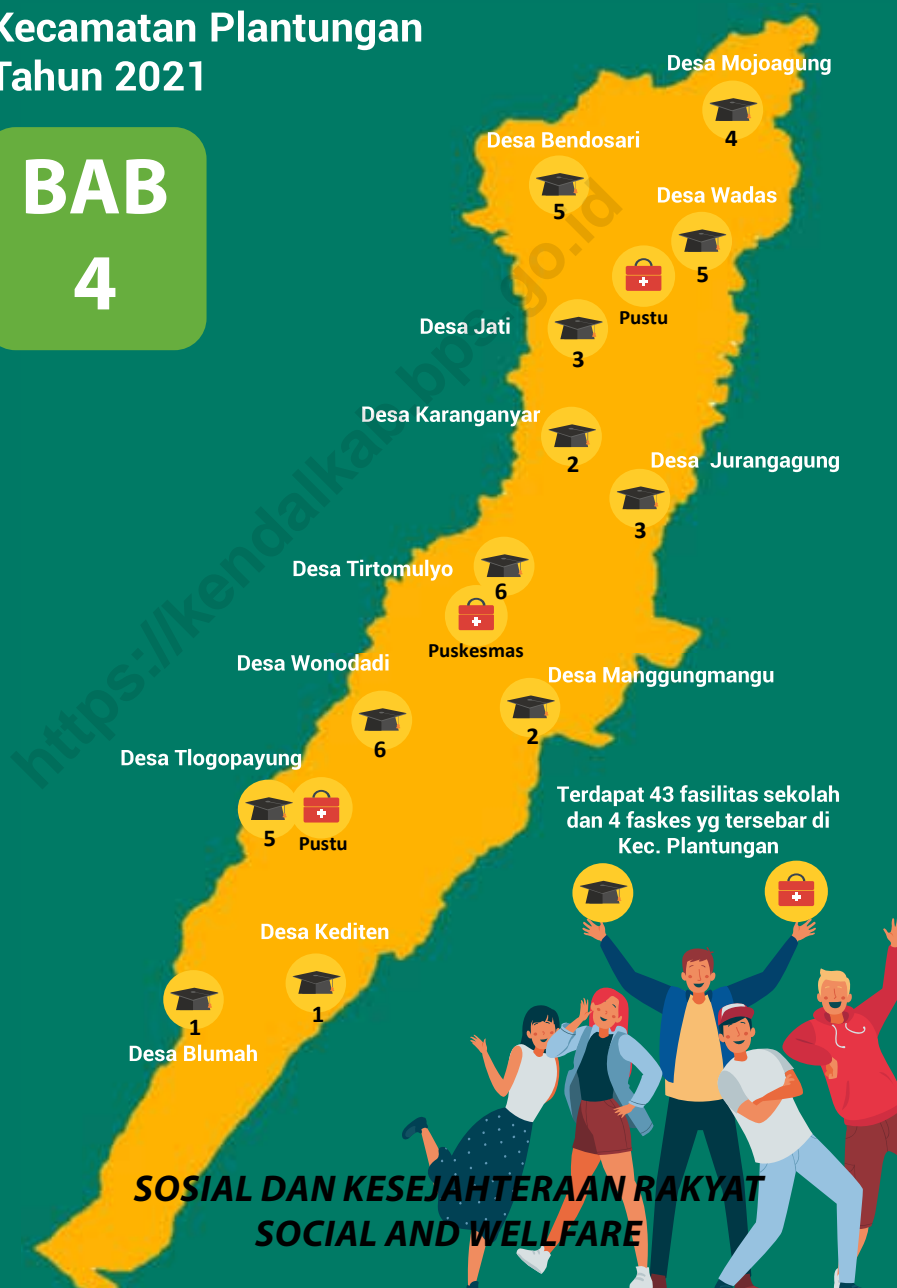 Kecamatan Plantungan
Tahun 2021
BAB
4
Desa Mojoagung
4
Desa Bendosari
5
Desa Wadas
5
Pustu
Desa Jati
3
Desa Karanganyar
2
Desa Jurangagung
3
Desa Tirtomulyo
6
Puskesmas
Desa Wonodadi
6
Desa Manggungmangu
2
Desa Tlogopayung
5
Pustu
Terdapat 43 fasilitas sekolah
dan 4 faskes yg tersebar di
Kec. Plantungan
Desa Kediten
1
1
Desa Blumah
SOSIAL DAN KESEJAHTERAAN RAKYAT
SOCIAL AND WELLFARE
https://kendalkab.bps.go.id